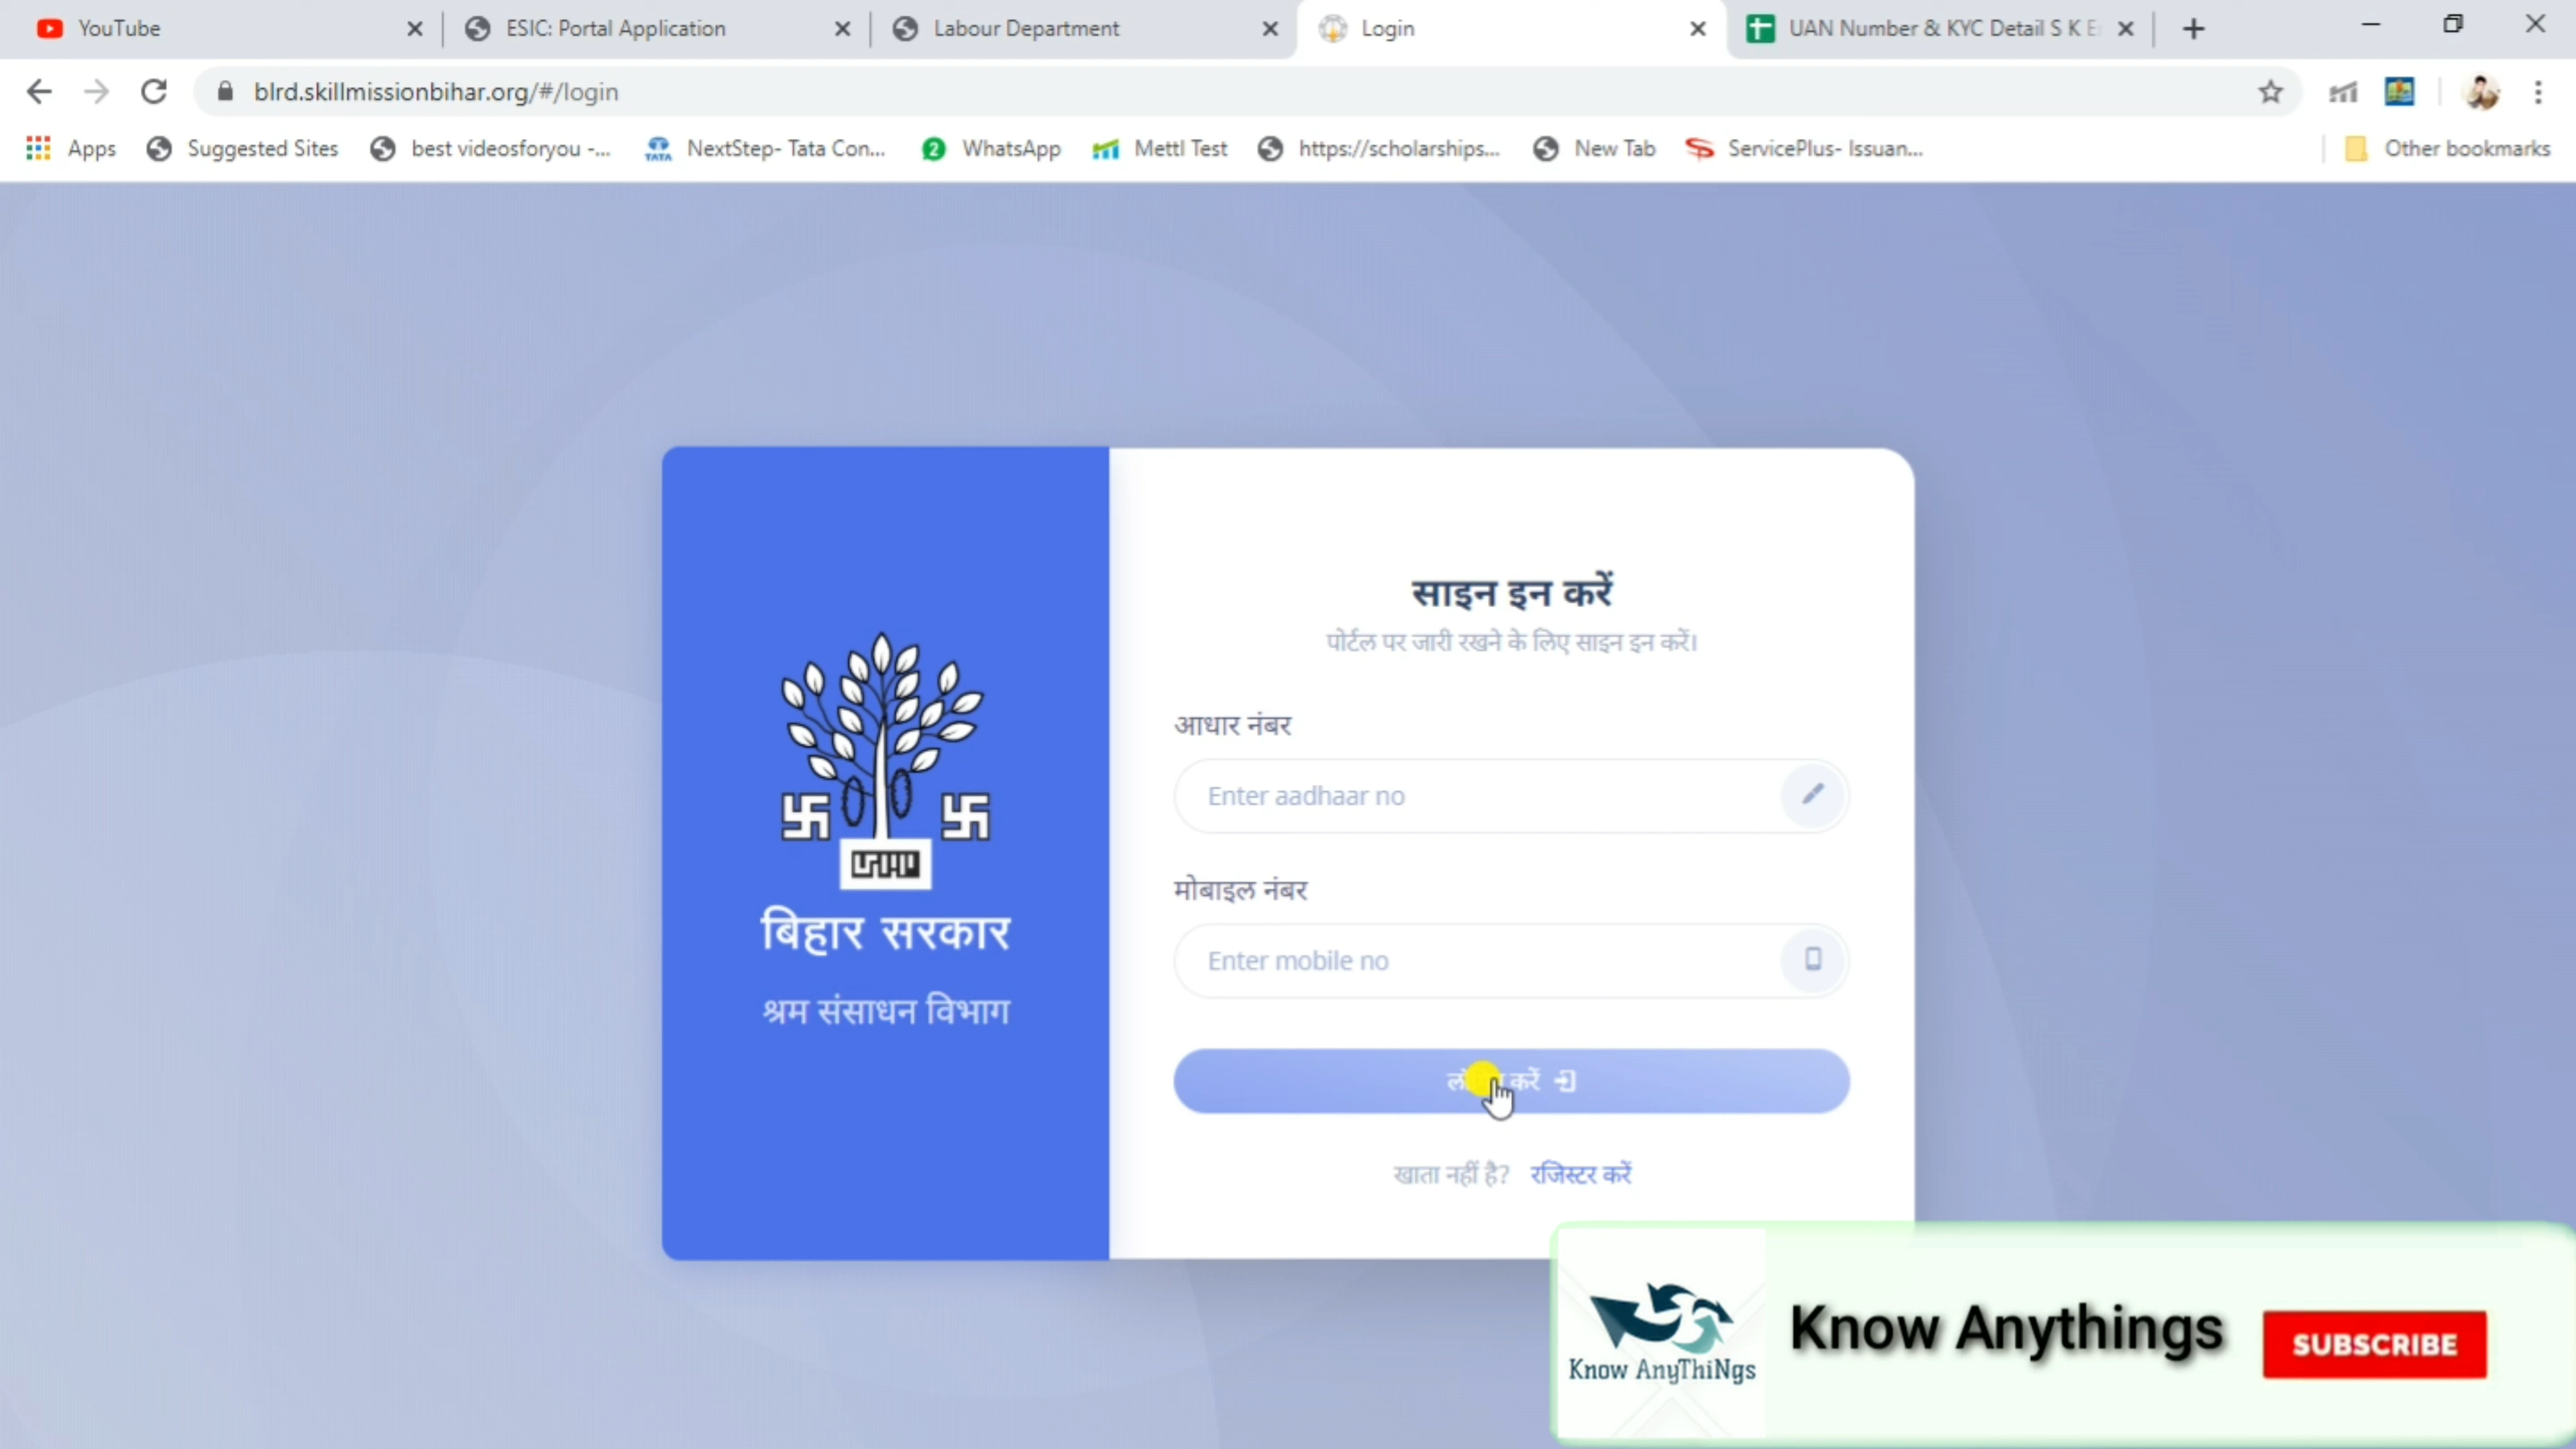 YouTube
ESIC: Portal Application
Labour Department
Login
UAN Number & KYC Detail S K
blrd.skillmissionbihar.org/#/login
Apps
Suggested Sites
best videosforyou -...
NextStep- Tata Con...
WhatsApp
Mettl Test
https://scholarships...
New Tab
ServicePlus- Issuan...
Other bookmarks
बिहार सरकार
श्रम संसाधन विभाग
साइन इन करें
पोर्टल पर जारी रखने के लिए साइन इन करें।
आधार नंबर
Enter aadhaar no
मोबाइल नंबर
Enter mobile no
करें
खाता नहीं है? रजिस्टर करें
Know AnyThiNgs
Know Anythings
SUBSCRIBE